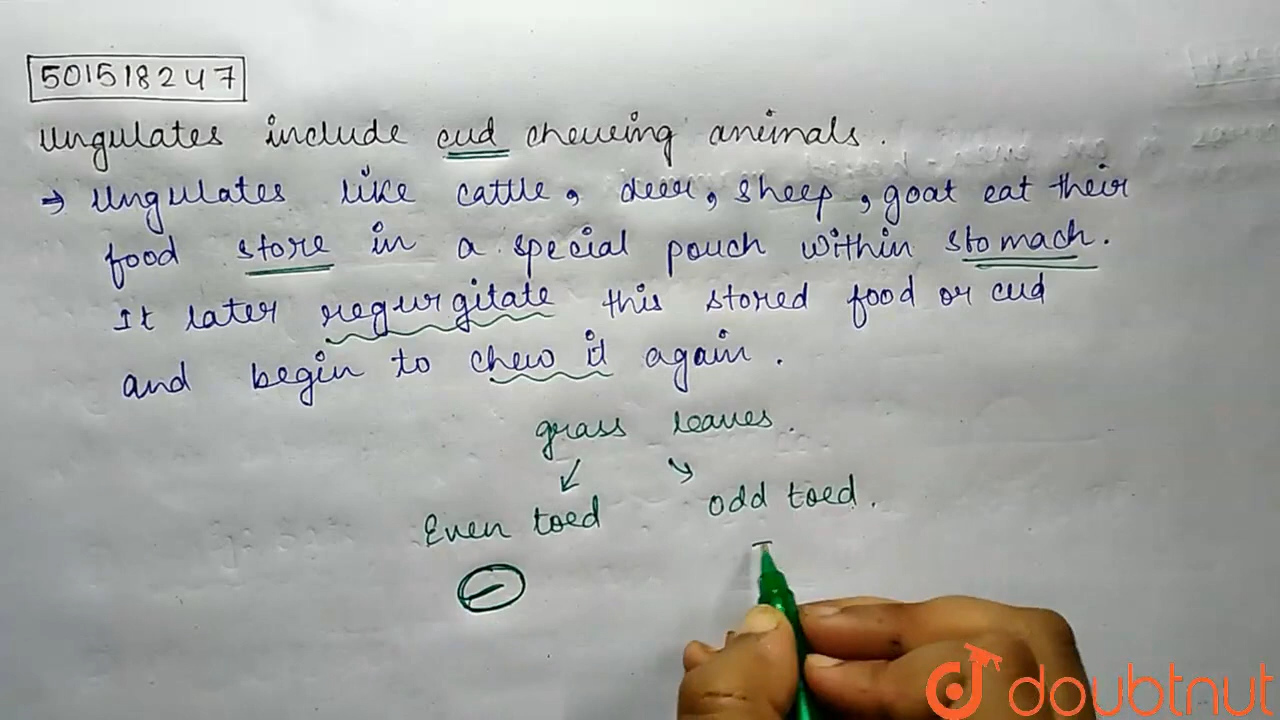 501518247
Ungulates include cud chewing animals.
→ Ungulates like cattle, deer, sheep, goat eat their
food store in a special pouch within stomach.
It later regurgitate this stored food or cud
and begin to chew it again.
grass leaves.
Even toed
odd toed.
doubtnut